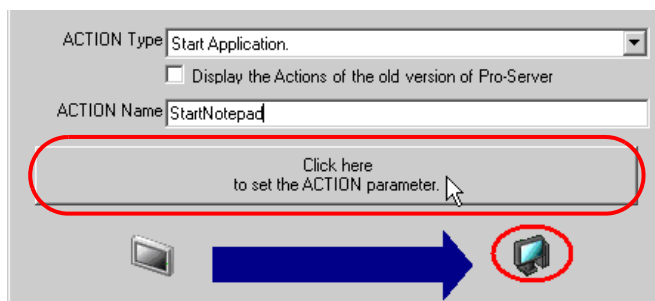 ACTION Type Start Application.
Display the Actions of the old version of Pro-Server
ACTION Name StartNotepad
Click here
to set the ACTION parameter.